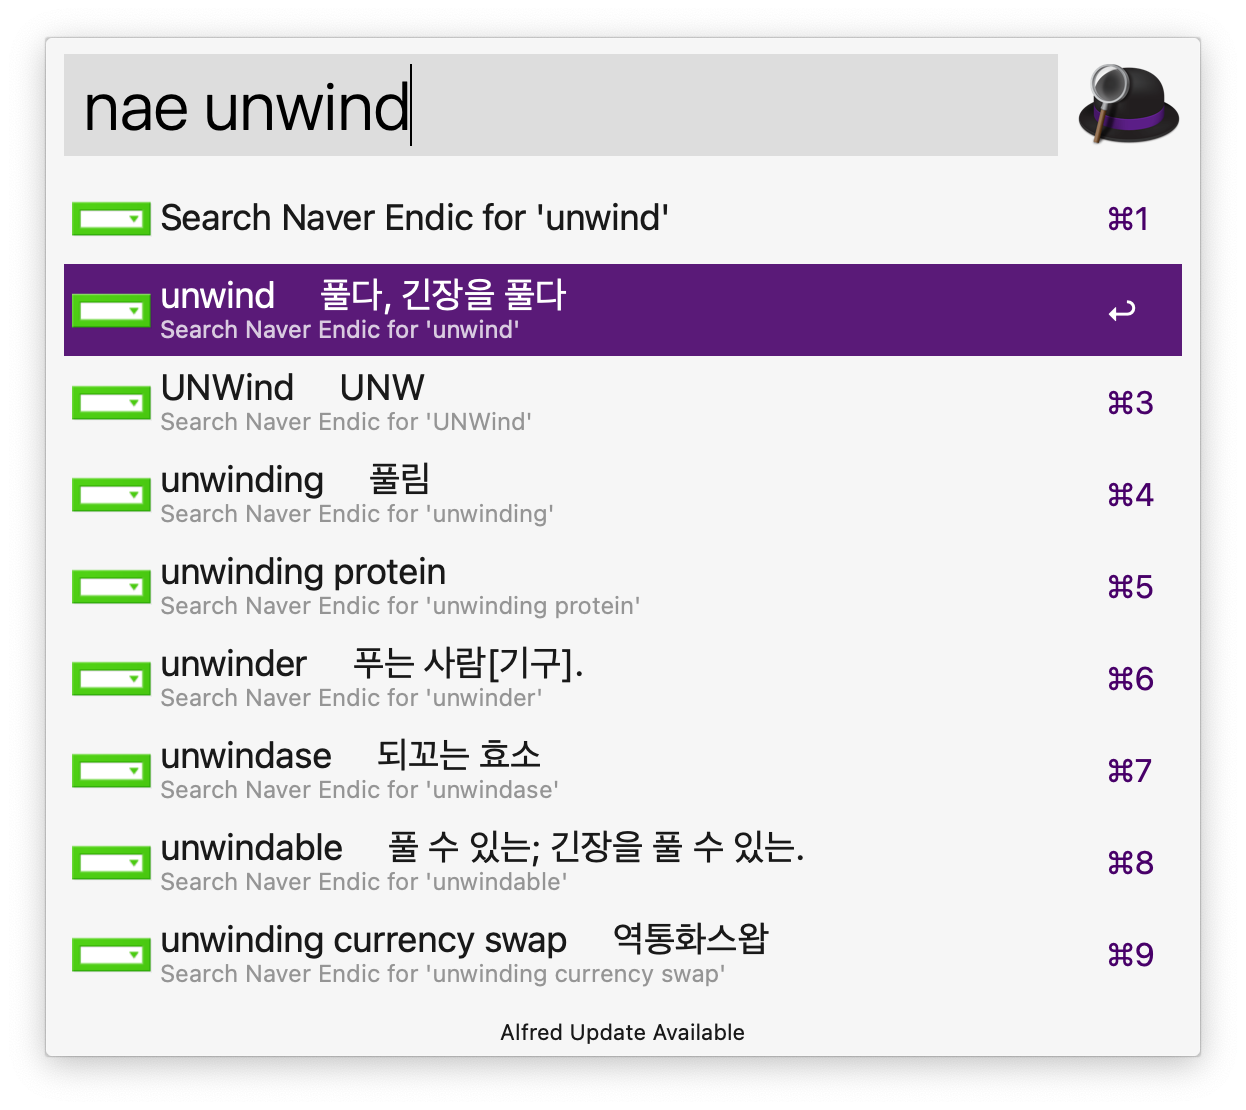 nae unwind
Search Naver Endic for 'unwind' ⌘1
unwind 풀다, 긴장을 풀다 ↩
Search Naver Endic for 'unwind'
UNWind UNW ⌘3
Search Naver Endic for 'UNWind'
unwinding 풀림 ⌘4
Search Naver Endic for 'unwinding'
unwinding protein ⌘5
Search Naver Endic for 'unwinding protein'
unwinder 푸는 사람[기구]. ⌘6
Search Naver Endic for 'unwinder'
unwindase 되꼬는 효소 ⌘7
Search Naver Endic for 'unwindase'
unwindable 풀 수 있는; 긴장을 풀 수 있는. ⌘8
Search Naver Endic for 'unwindable'
unwinding currency swap 역통화스왑 ⌘9
Search Naver Endic for 'unwinding currency swap'
Alfred Update Available